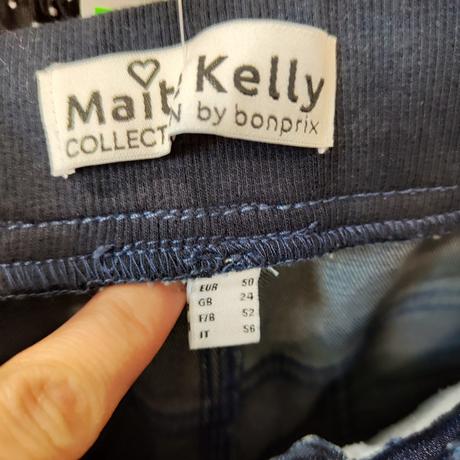 Mait Kelly
COLLECT N by bonprix
EUR 50
GB 24
F/B 52
IT 56